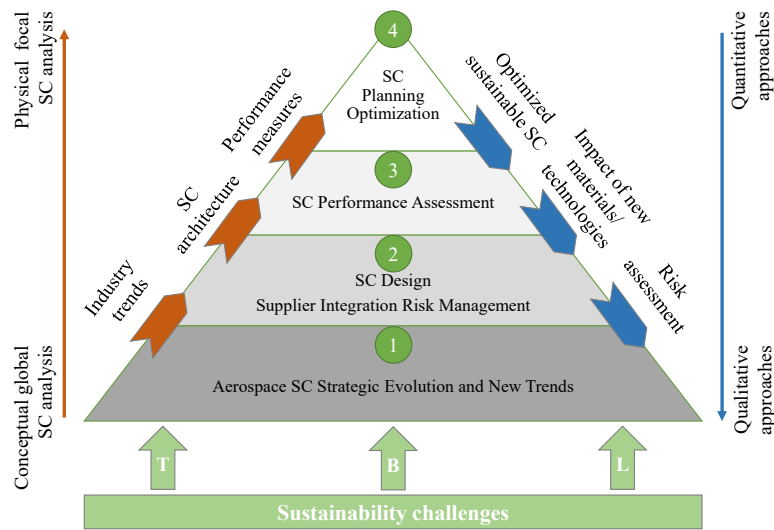 Physical focal
SC analysis
Conceptual global
SC analysis
Performance
measures
SC
architecture
Industry
trends
4
SC
Planning
Optimization
3
SC Performance Assessment
2
SC Design
Supplier Integration Risk Management
1
Aerospace SC Strategic Evolution and New Trends
Optimized
sustainable SC
Impact of new
materials/
technologies
Risk
assessment
Quantitative
approaches
Qualitative
approaches
T
B
L
Sustainability challenges